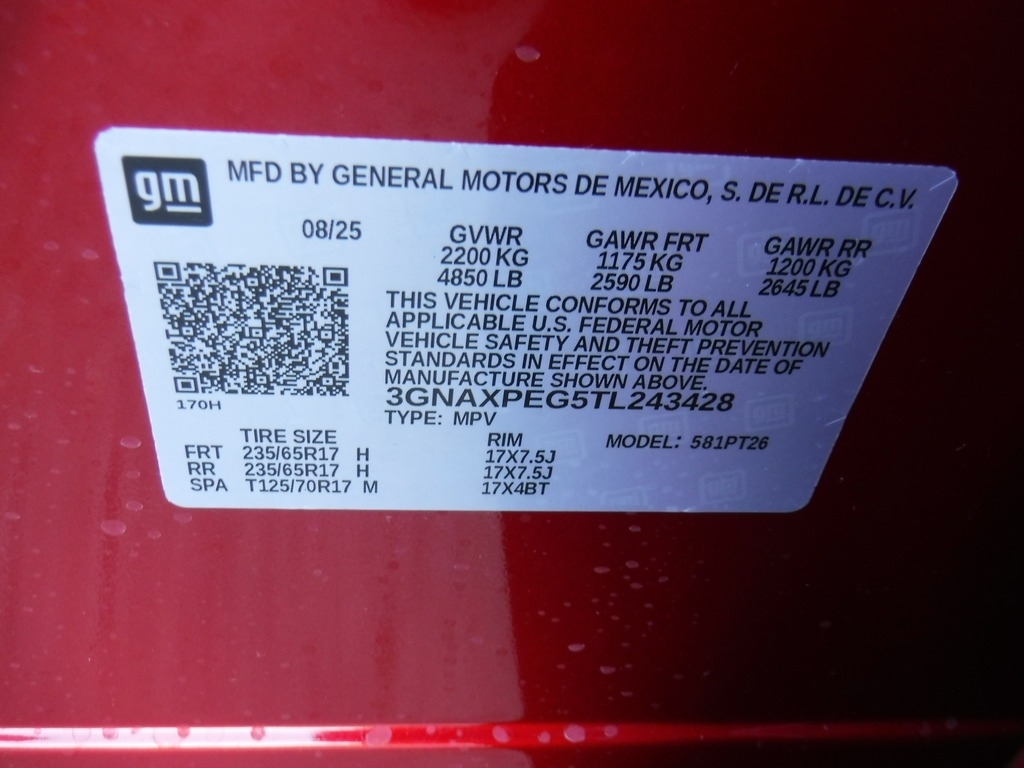 gm
MFD BY GENERAL MOTORS DE MEXICO, S. DE R.L. DE C.V.
08/25
GVWR GAWR FRT GAWR RR
2200 KG 1175 KG 1200 KG
4850 LB 2590 LB 2645 LB
THIS VEHICLE CONFORMS TO ALL
APPLICABLE U.S. FEDERAL MOTOR
VEHICLE SAFETY AND THEFT PREVENTION
STANDARDS IN EFFECT ON THE DATE OF
MANUFACTURE SHOWN ABOVE.
170H
3GNAXPEG5TL243428
TYPE: MPV
TIRE SIZE RIM MODEL: 581PT26
FRT 235/65R17 H 17X7.5J
RR 235/65R17 H 17X7.5J
SPA T125/70R17 M 17X4BT